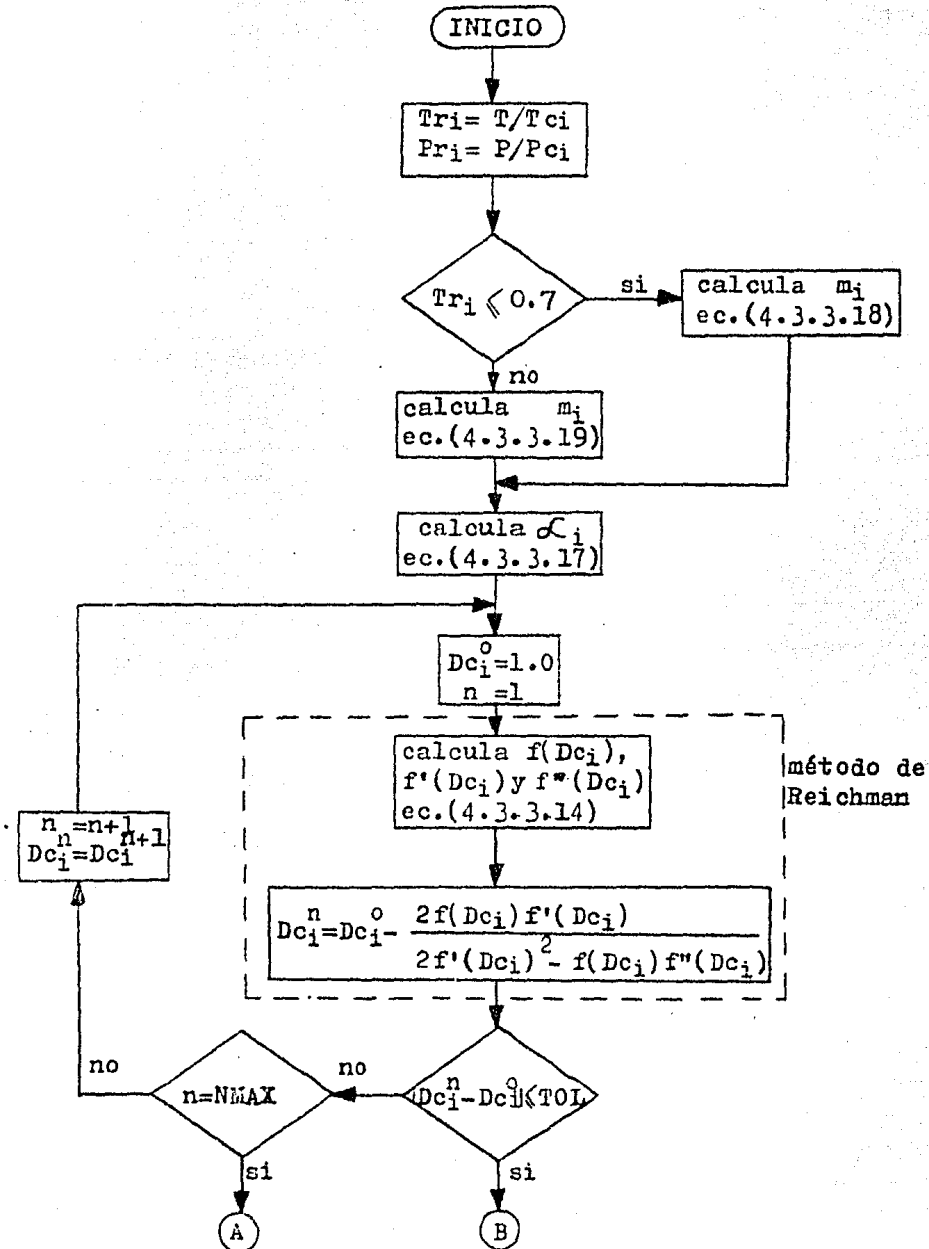 INICIO
Tri= T/Tci
Pri= P/Pci
Tri ⩽ 0.7
si
calcula mi
ec.(4.3.3.18)
no
calcula mi
ec.(4.3.3.19)
calcula αi
ec.(4.3.3.17)
Dci^o=1.0
n =1
calcula f(Dci),
f'(Dci) y f"(Dci)
ec.(4.3.3.14)
método de
Reichman
n =n+1
Dci^n=Dci^n+1
Dci^n=Dci^o- 2f(Dci)f'(Dci)
2f'(Dci)^2- f(Dci)f"(Dci)
no
n=NMAX
no
|Dci^n-Dci^o|⩽TOL
si
si
A
B